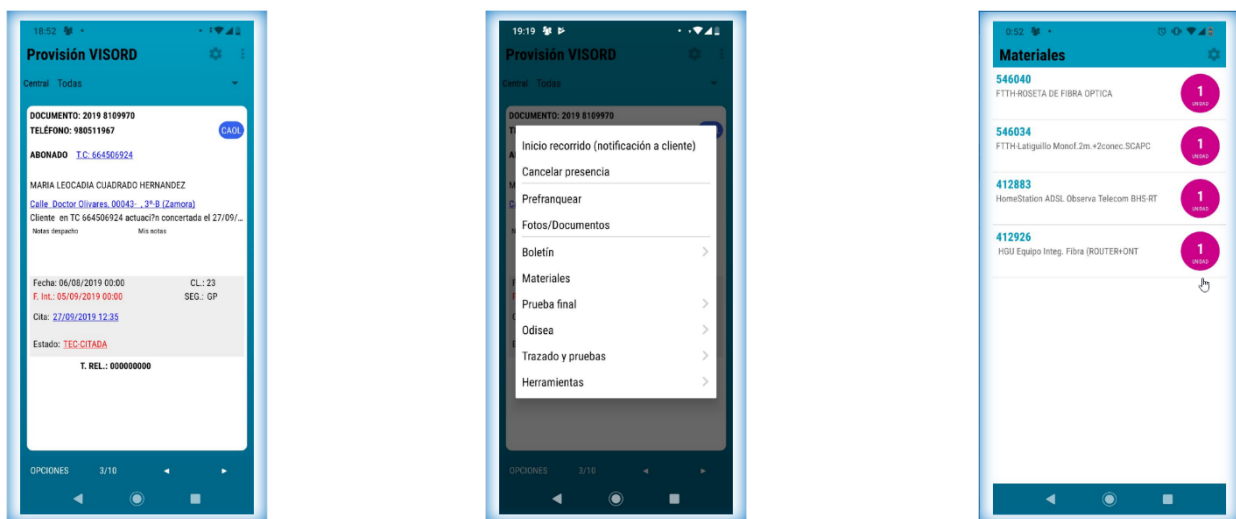 18:52
Provisión VISORD
Central Todas
DOCUMENTO: 2019 8109970
TELÉFONO: 980511967
CAOL
ABONADO T.C: 664506924
MARIA LEOCADIA CUADRADO HERNANDEZ
Calle Doctor Olivares, 00043- , 3º-B (Zamora)
Cliente en TC 664506924 actuaci?n concertada el 27/09/...
Notas despacho Mis notas
Fecha: 06/08/2019 00:00 CL.: 23
F. Int.: 05/09/2019 00:00 SEG.: GP
Cita: 27/09/2019 12:35
Estado: TEC-CITADA
T. REL.: 000000000
OPCIONES 3/10
19:19
Provisión VISORD
Central Todas
DOCUMENTO: 2019 8109970
Inicio recorrido (notificación a cliente)
Cancelar presencia
Prefranquear
Fotos/Documentos
Boletín
Materiales
Prueba final
Odisea
Trazado y pruebas
Herramientas
OPCIONES 3/10
0:52
Materiales
546040
FTTH-ROSETA DE FIBRA OPTICA
1
UNIDAD
546034
FTTH-Latiguillo Monof.2m.+2conec.SCAPC
1
UNIDAD
412883
HomeStation ADSL Observa Telecom BHS-RT
1
UNIDAD
412926
HGU Equipo Integ. Fibra (ROUTER+ONT
1
UNIDAD